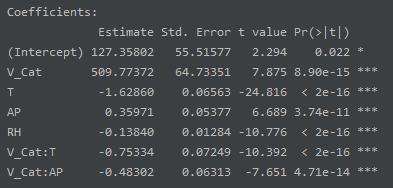 Coefficients:
Estimate Std. Error t value Pr(>|t|)
(Intercept) 127.35802 55.51577 2.294 0.022 *
V_Cat 509.77372 64.73351 7.875 8.90e-15 ***
T -1.62860 0.06563 -24.816 < 2e-16 ***
AP 0.35971 0.05377 6.689 3.74e-11 ***
RH -0.13840 0.01284 -10.776 < 2e-16 ***
V_Cat:T -0.75334 0.07249 -10.392 < 2e-16 ***
V_Cat:AP -0.48302 0.06313 -7.651 4.71e-14 ***